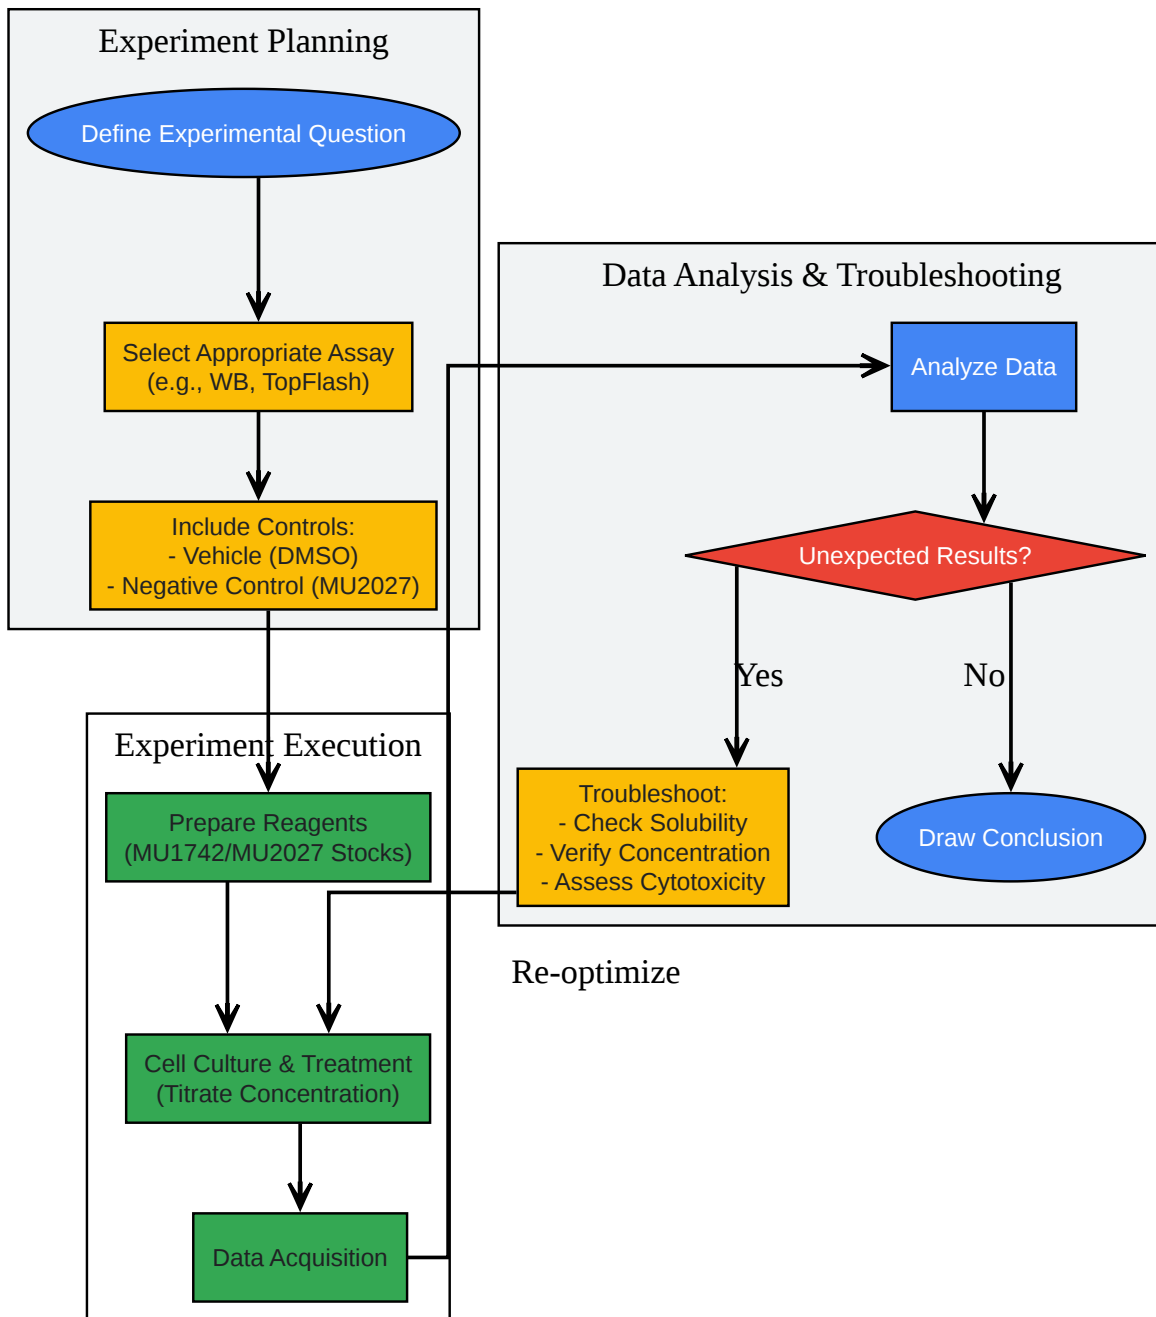 Experiment Planning
Define Experimental Question
Select Appropriate Assay
(e.g., WB, TopFlash)
Include Controls:
- Vehicle (DMSO)
- Negative Control (MU2027)
Experiment Execution
Prepare Reagents
(MU1742/MU2027 Stocks)
Cell Culture & Treatment
(Titrate Concentration)
Data Acquisition
Data Analysis & Troubleshooting
Analyze Data
Unexpected Results?
Yes
No
Troubleshoot:
- Check Solubility
- Verify Concentration
- Assess Cytotoxicity
Draw Conclusion
Re-optimize